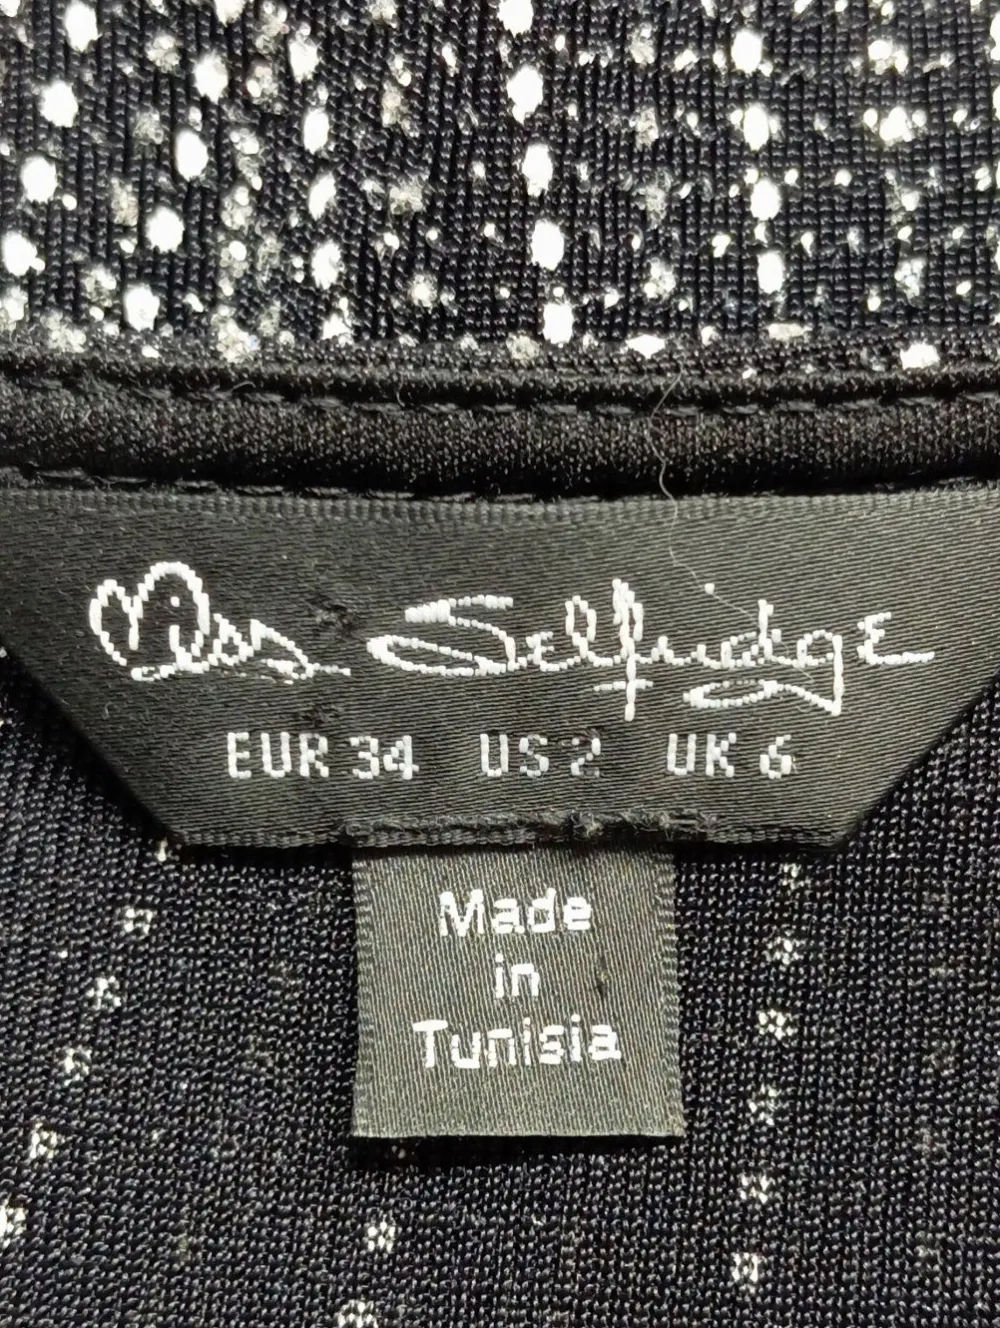 Miss Selfridge
EUR 34 US 2 UK 6
Made
in
Tunisia